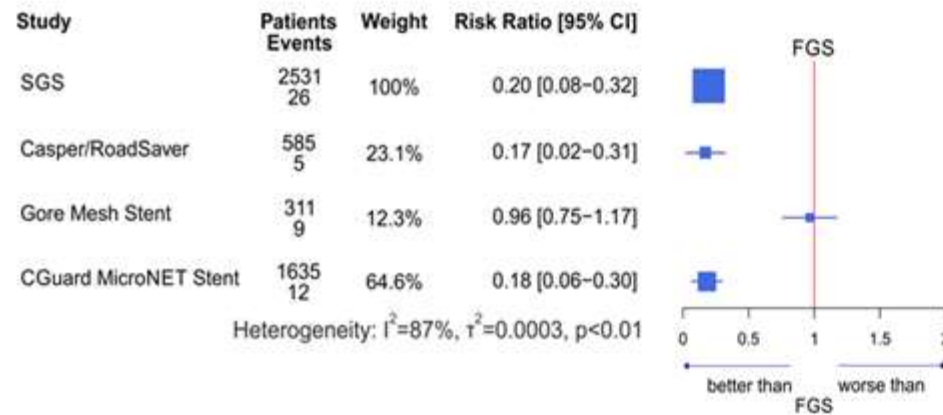 Study Patients Events Weight Risk Ratio [95% CI]
FGS
SGS 2531 26 100% 0.20 [0.08−0.32]
Casper/RoadSaver 585 5 23.1% 0.17 [0.02−0.31]
Gore Mesh Stent 311 9 12.3% 0.96 [0.75−1.17]
CGuard MicroNET Stent 1635 12 64.6% 0.18 [0.06−0.30]
Heterogeneity: I²=87%, τ²=0.0003, p<0.01
0 0.5 1 1.5
better than worse than
FGS